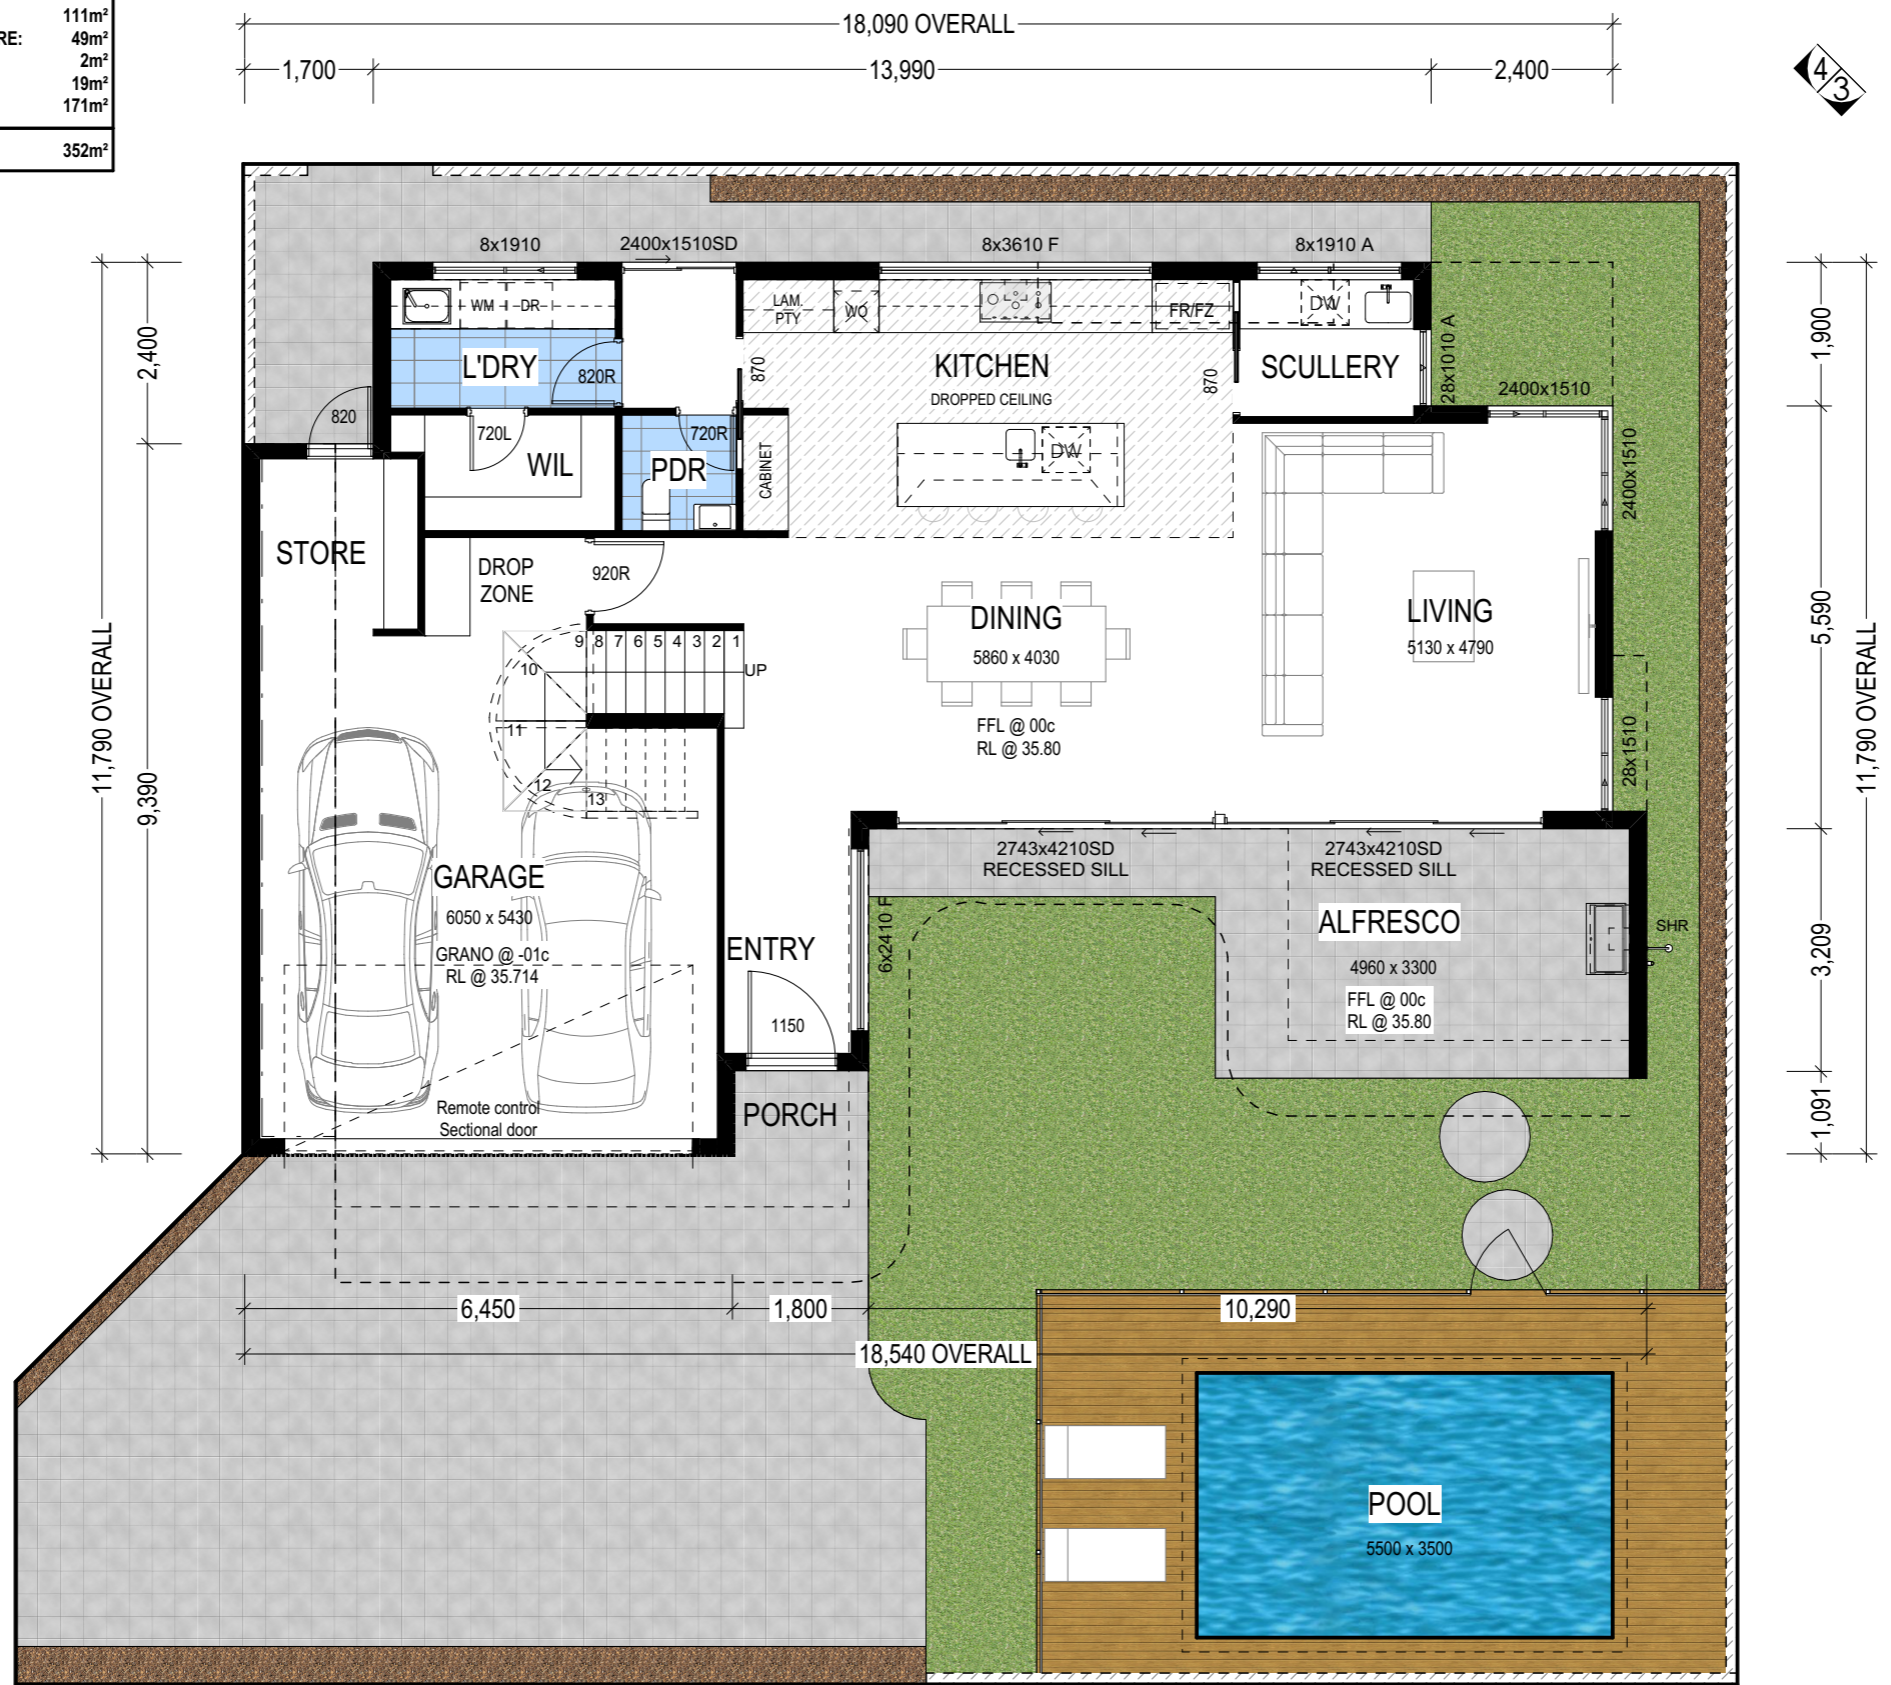 111m²
RE: 49m²
2m²
19m²
171m²
352m²
18,090 OVERALL
1,700
13,990
2,400
4
3
8x1910
2400x1510SD
8x3610 F
8x1910 A
WM
DR
LAM.
PTY
WO
FR/FZ
DW
L'DRY
820R
870
KITCHEN
DROPPED CEILING
870
SCULLERY
28x1010 A
2400x1510
820
720L
WIL
720R
PDR
CABINET
DW
2400x1510
STORE
DROP
ZONE
920R
DINING
5860 x 4030
LIVING
5130 x 4790
9
8
7
6
5
4
3
2
1
UP
10
11
12
13
FFL @ 00c
RL @ 35.80
28x1510
2743x4210SD
RECESSED SILL
2743x4210SD
RECESSED SILL
GARAGE
6050 x 5430
GRANO @ -01c
RL @ 35.714
ENTRY
1150
6x2410 F
ALFRESCO
4960 x 3300
FFL @ 00c
RL @ 35.80
SHR
Remote control
Sectional door
PORCH
11,790 OVERALL
2,400
9,390
1,900
5,590
3,209
1,091
11,790 OVERALL
6,450
1,800
10,290
18,540 OVERALL
POOL
5500 x 3500